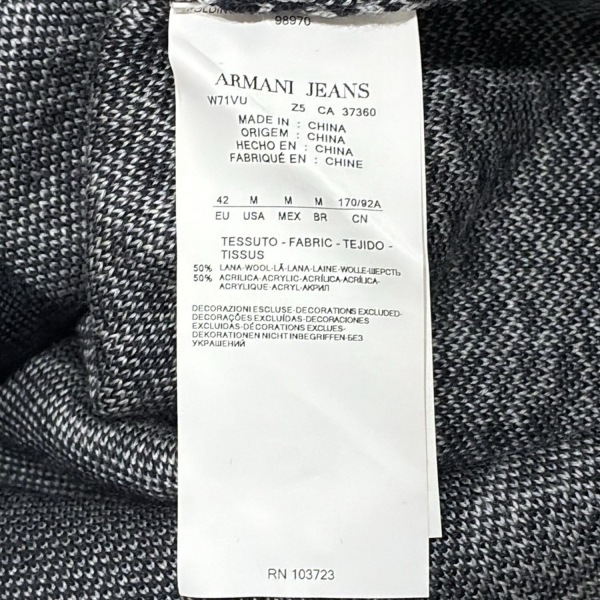 98970
ARMANI JEANS
W71VU Z5 CA 37360
MADE IN : CHINA
ORIGEM : CHINA
HECHO EN : CHINA
FABRIQUÉ EN : CHINE
42 M M M 170/92A
EU USA MEX BR CN
TESSUTO - FABRIC - TEJIDO -
TISSUS
50% LANA-WOOL-LÃ-LANA-LAINE-WOLLE-ШЕРСТЬ
50% ACRILICA-ACRYLIC-ACRÍLICA-ACRÍLICA-
ACRYLIQUE-ACRYL-АКРИЛ
DECORAZIONI ESCLUSE-DECORATIONS EXCLUDED-
DECORAÇÕES EXCLUÍDAS-DECORACIONES
EXCLUIDAS-DÉCORATIONS EXCLUES-
DEKORATIONEN NICHT INBEGRIFFEN-БЕЗ
УКРАШЕНИЙ
RN 103723